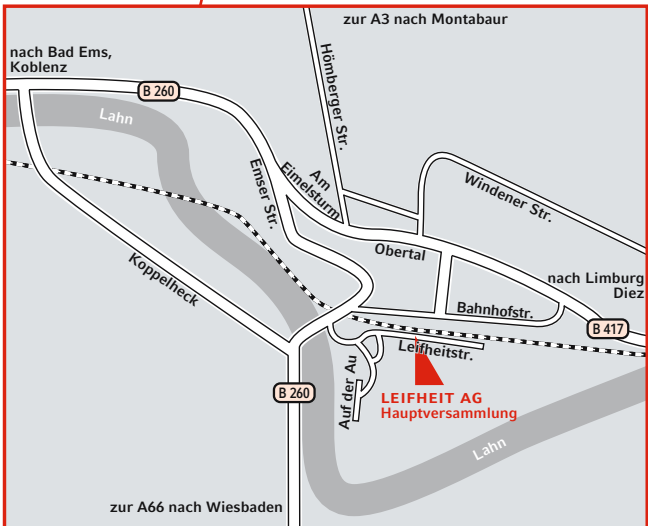 zur A3 nach Montabaur
nach Bad Ems,
Koblenz
B 260
Lahn
Hömberger Str.
Am
Eimelsturm
Emser Str.
Windener Str.
Obertal
Koppelheck
nach Limburg
Diez
Bahnhofstr.
B 417
Leifheitstr.
Auf der Au
B 260
LEIFHEIT AG
Hauptversammlung
Lahn
zur A66 nach Wiesbaden